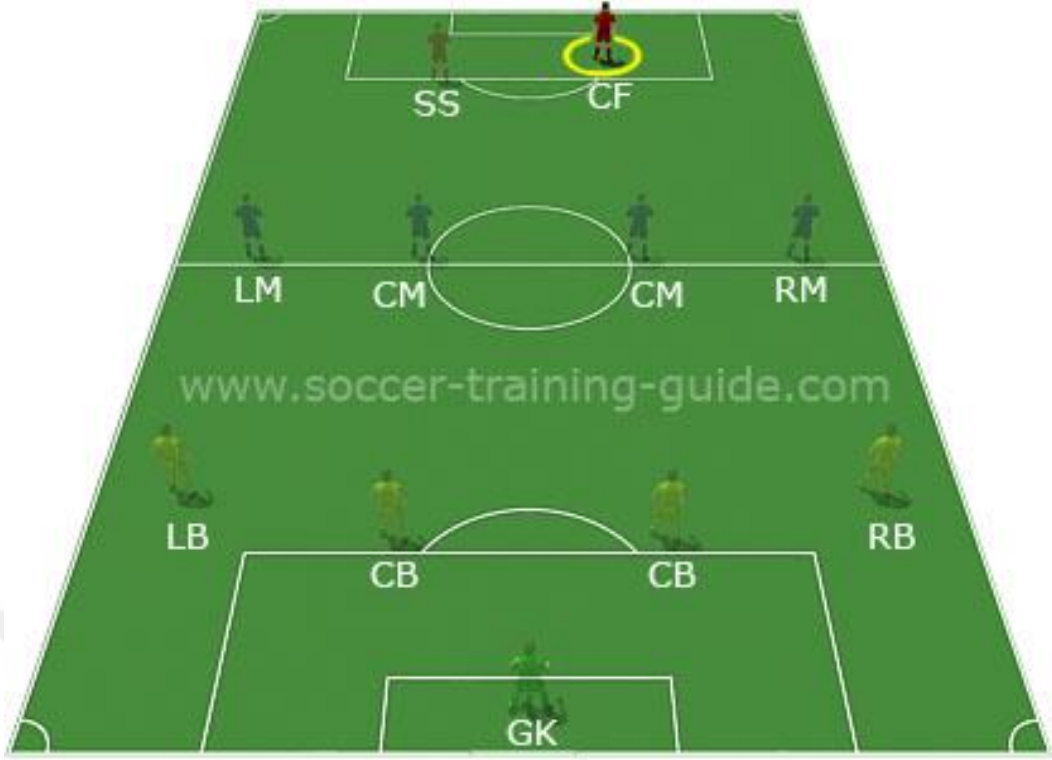 SS CF
LM CM CM RM
www.soccer-training-guide.com
LB RB
CB CB
GK